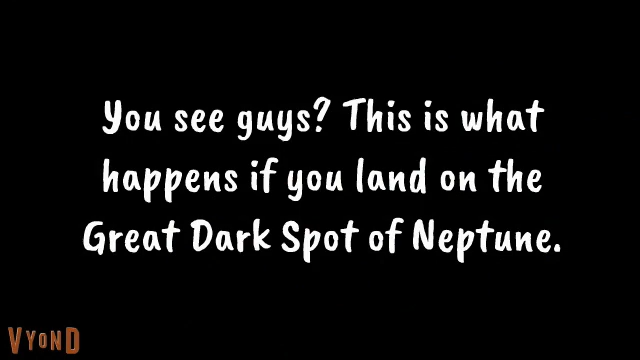 You see guys? This is what
happens if you land on the
Great Dark Spot of Neptune.
VYOND